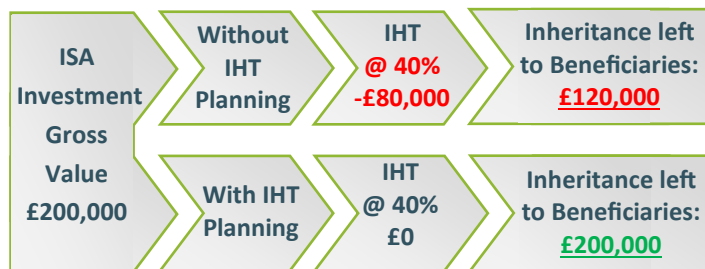 ISA
Investment
Gross
Value
£200,000
Without
IHT
Planning
IHT
@ 40%
-£80,000
Inheritance left
to Beneficiaries:
£120,000
With IHT
Planning
IHT
@ 40%
£0
Inheritance left
to Beneficiaries:
£200,000